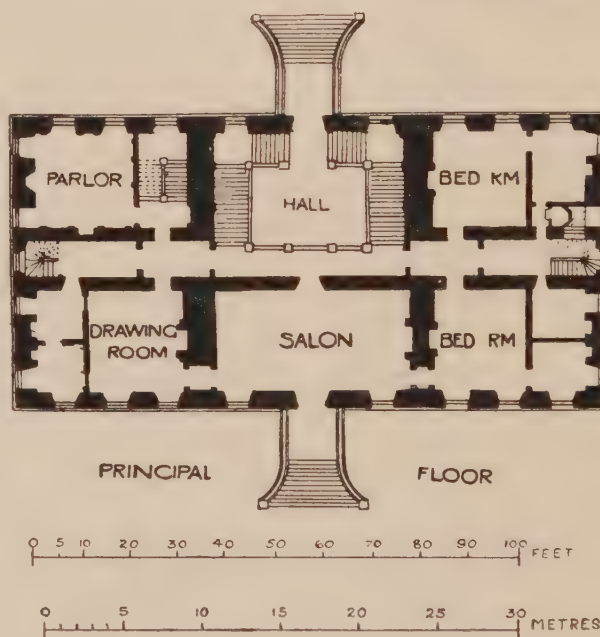 PARLOR
HALL
BED RM
DRAWING
ROOM
SALON
BED RM
PRINCIPAL FLOOR
0 5 10 20 30 40 50 60 70 80 90 100 FEET
0 5 10 15 20 25 30 METRES